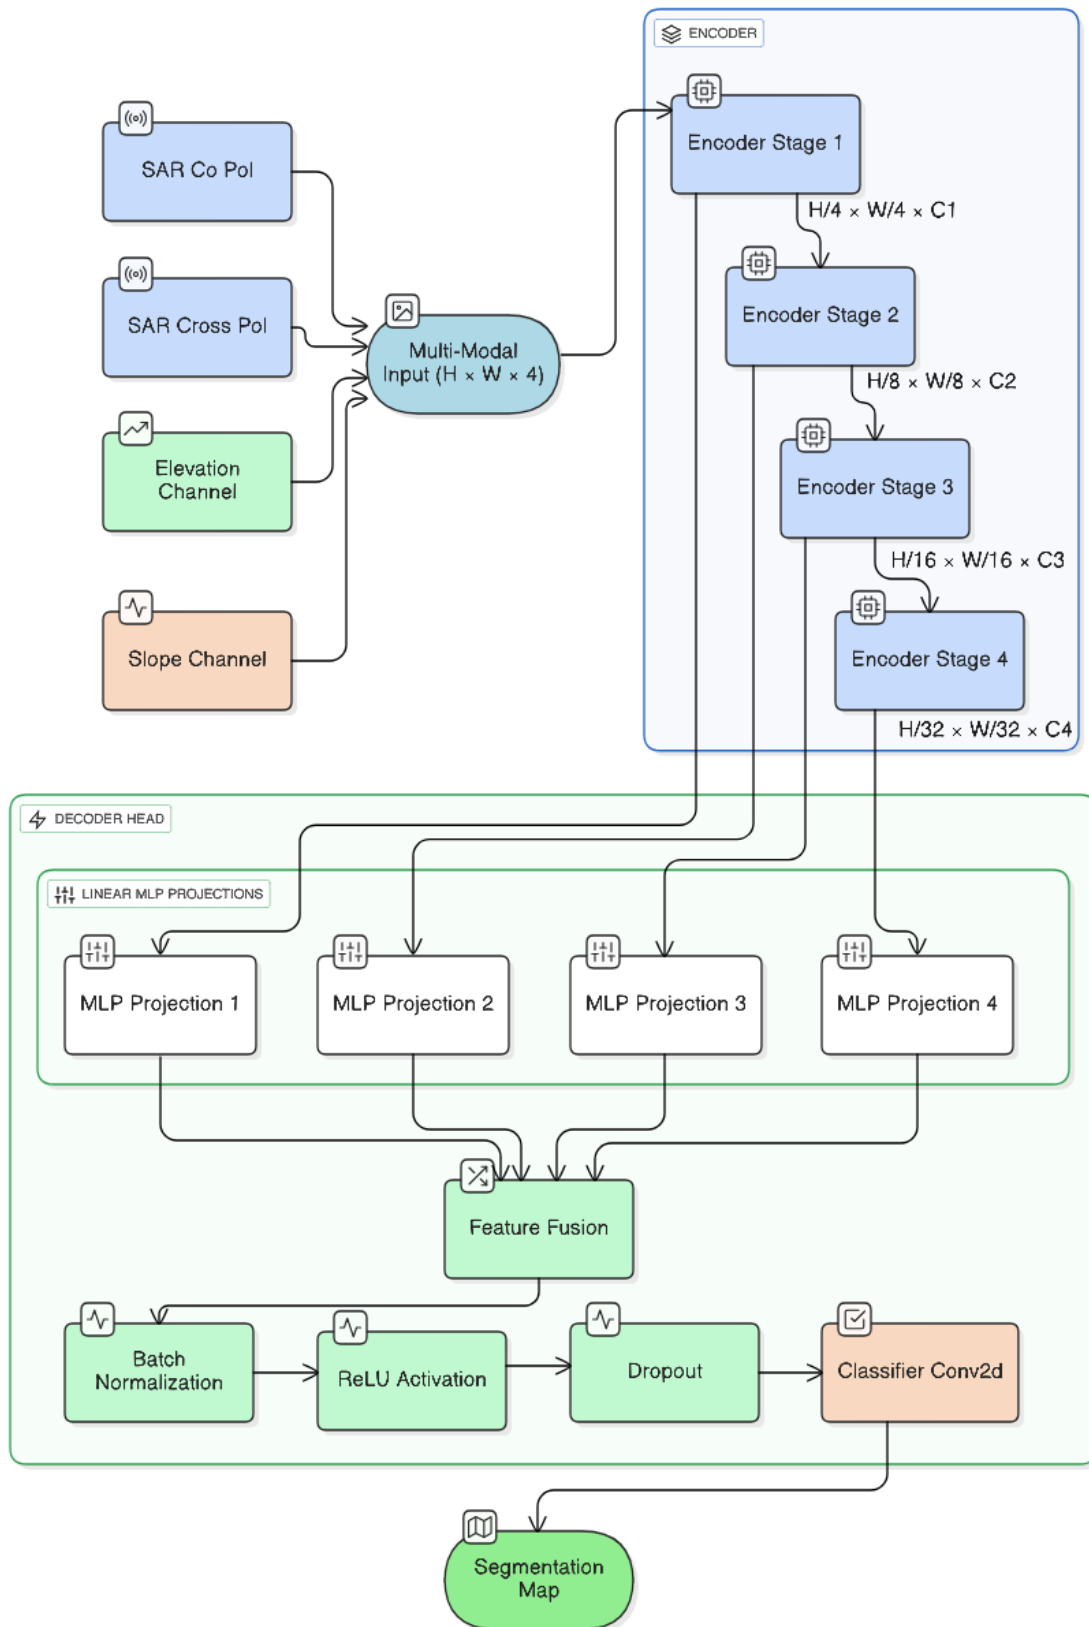 ENCODER
Encoder Stage 1
H/4 × W/4 × C1
Encoder Stage 2
H/8 × W/8 × C2
Encoder Stage 3
H/16 × W/16 × C3
Encoder Stage 4
H/32 × W/32 × C4
SAR Co Pol
SAR Cross Pol
Elevation
Channel
Slope Channel
Multi-Modal
Input (H × W × 4)
DECODER HEAD
LINEAR MLP PROJECTIONS
MLP Projection 1
MLP Projection 2
MLP Projection 3
MLP Projection 4
Feature Fusion
Batch
Normalization
ReLU Activation
Dropout
Classifier Conv2d
Segmentation
Map